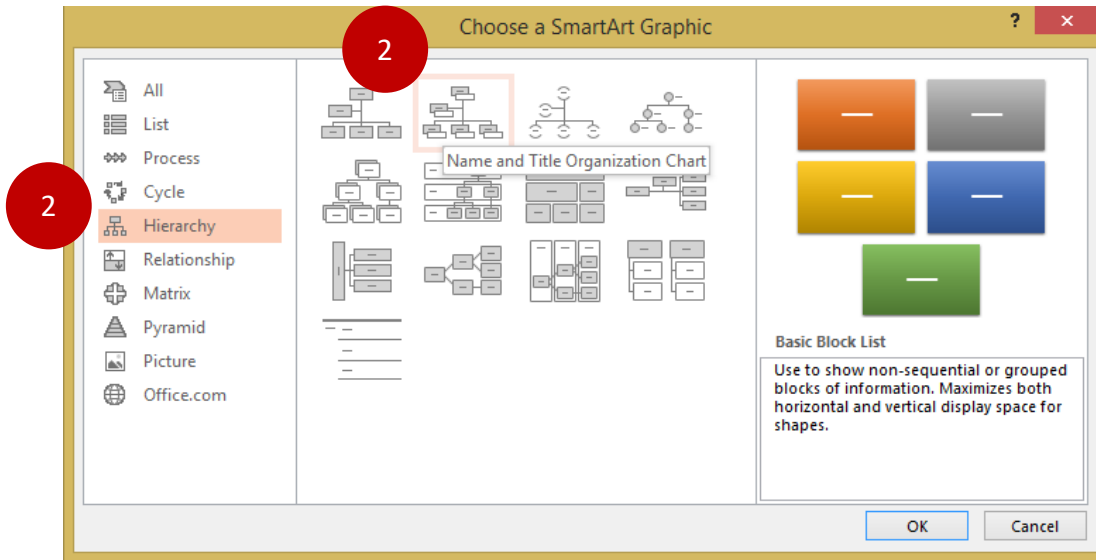 Choose a SmartArt Graphic
?
×
2
All
List
Process
Cycle
2
Hierarchy
Relationship
Matrix
Pyramid
Picture
Office.com
Name and Title Organization Chart
Basic Block List
Use to show non-sequential or grouped
blocks of information. Maximizes both
horizontal and vertical display space for
shapes.
OK
Cancel